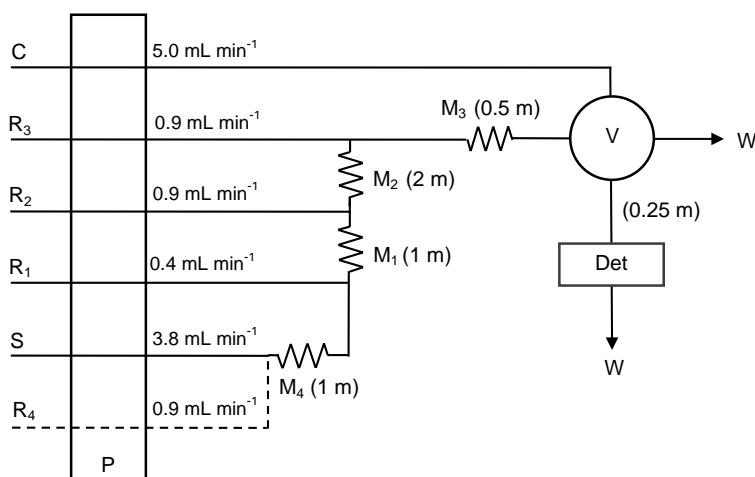 C 5.0 mL min⁻¹
R₃ 0.9 mL min⁻¹ M₃ (0.5 m) V W
M₂ (2 m)
R₂ 0.9 mL min⁻¹ (0.25 m)
M₁ (1 m)
R₁ 0.4 mL min⁻¹ Det
S 3.8 mL min⁻¹ W
M₄ (1 m)
R₄ 0.9 mL min⁻¹
P